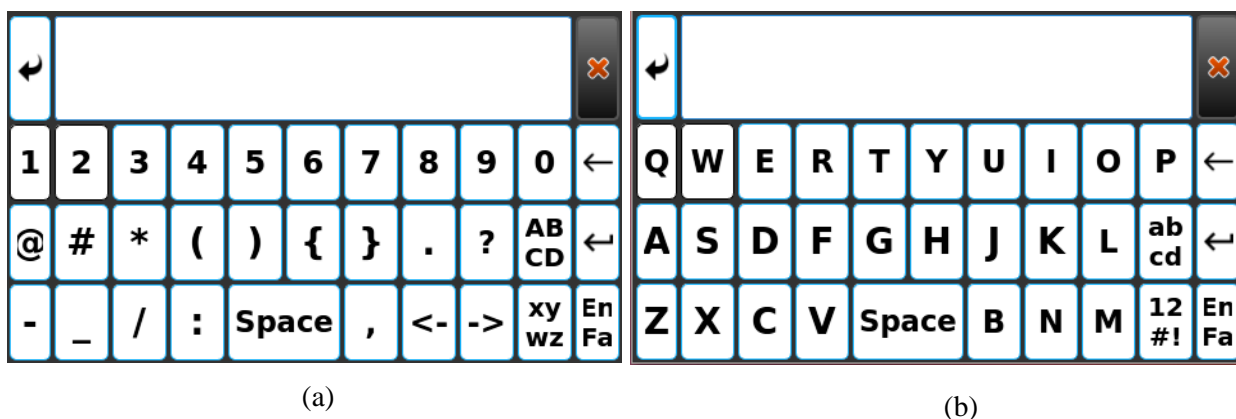 1 2 3 4 5 6 7 8 9 0 ←
@ # * ( ) { } . ? AB CD ↵
- _ / : Space , <- -> xy wz En Fa
(a)
Q W E R T Y U I O P ←
A S D F G H J K L ab cd ↵
Z X C V Space B N M 12 #! En Fa
(b)